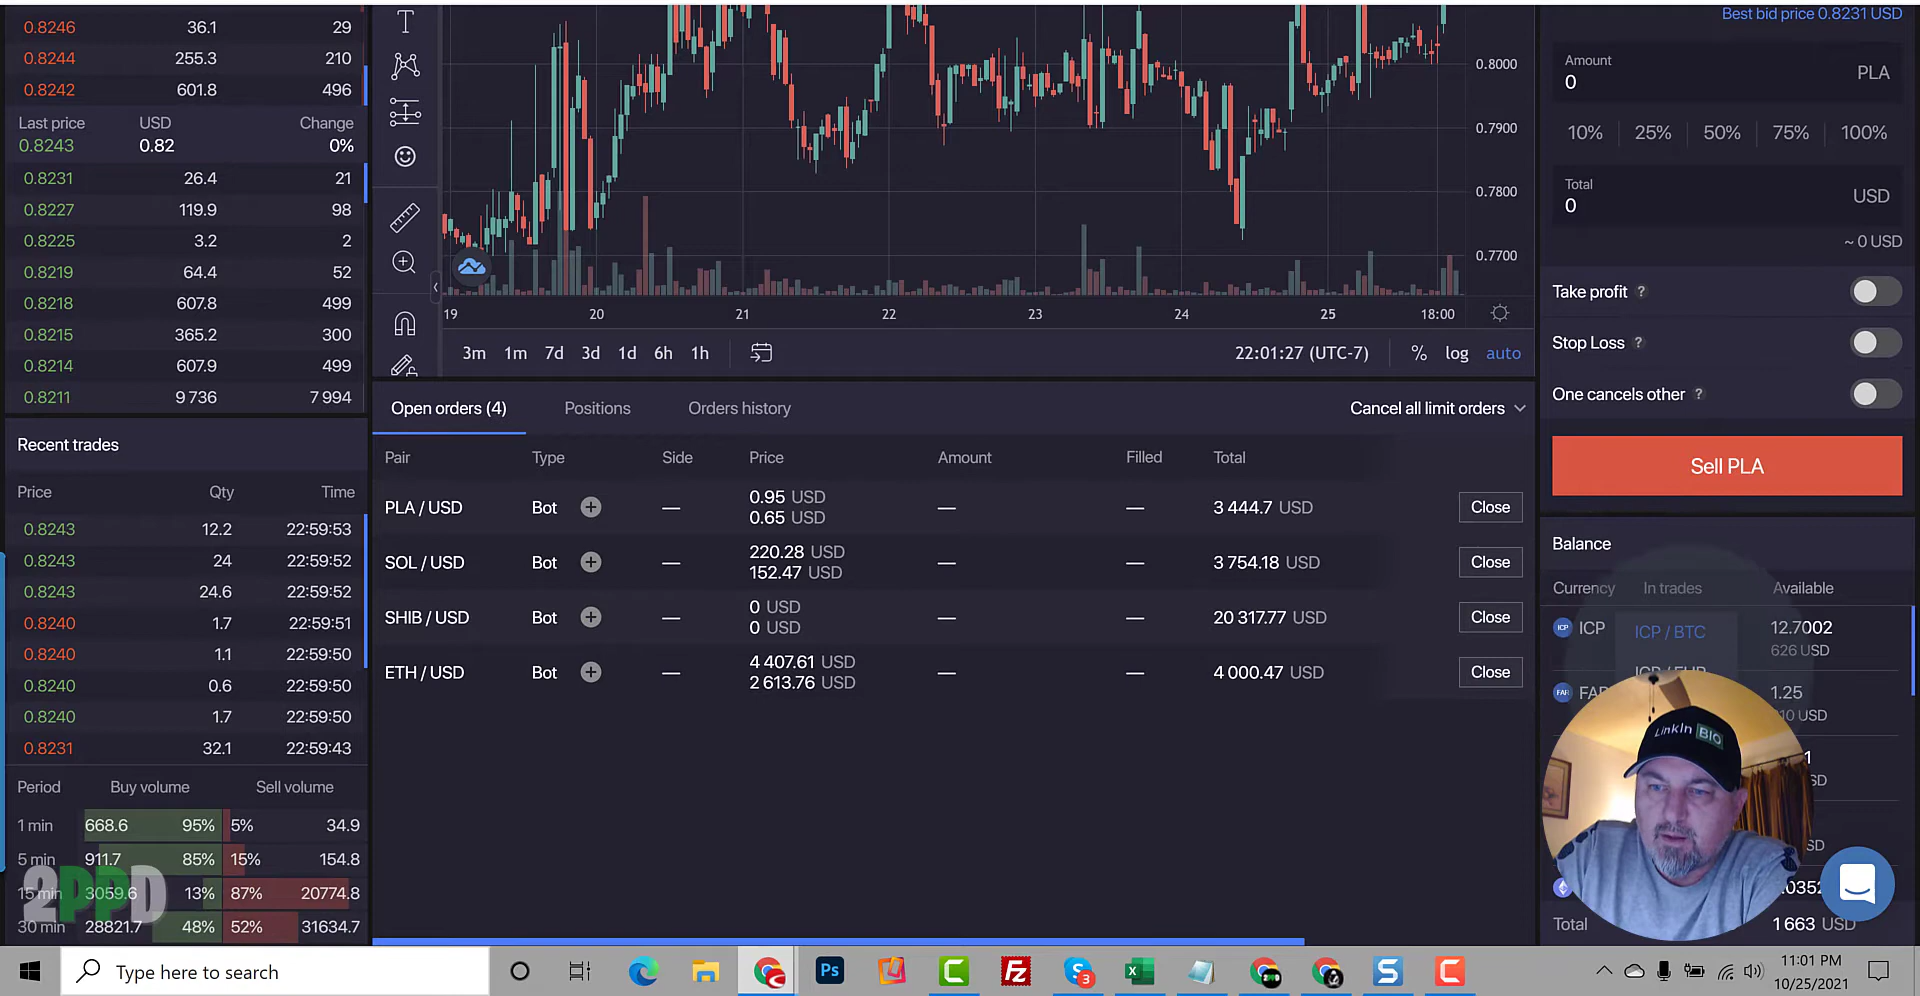 0.8246 36.1 29
0.8244 255.3 210
0.8242 601.8 496
Last price USD Change
0.8243 0.82 0%
0.8231 26.4 21
0.8227 119.9 98
0.8225 3.2 2
0.8219 64.4 52
0.8218 607.8 499
0.8215 365.2 300
0.8214 607.9 499
0.8211 9 736 7 994
Recent trades
Price Qty Time
0.8243 12.2 22:59:53
0.8243 24 22:59:52
0.8243 24.6 22:59:52
0.8240 1.7 22:59:51
0.8240 1.1 22:59:50
0.8240 0.6 22:59:50
0.8240 1.7 22:59:50
0.8231 32.1 22:59:43
Period Buy volume Sell volume
1 min 668.6 95% 5% 34.9
5 min 911.7 85% 15% 154.8
15 min 3059.6 13% 87% 20774.8
30 min 28821.7 48% 52% 31634.7
2PPD
T
0.8000
0.7900
0.7800
0.7700
19 20 21 22 23 24 25 18:00
3m 1m 7d 3d 1d 6h 1h 22:01:27 (UTC-7) % log auto
Open orders (4) Positions Orders history Cancel all limit orders
Pair Type Side Price Amount Filled Total
PLA / USD Bot — 0.95 USD — — 3 444.7 USD Close
0.65 USD
SOL / USD Bot — 220.28 USD — — 3 754.18 USD Close
152.47 USD
SHIB / USD Bot — 0 USD — — 20 317.77 USD Close
0 USD
ETH / USD Bot — 4 407.61 USD — — 4 000.47 USD Close
2 613.76 USD
Best bid price 0.8231 USD
Amount
0 PLA
10% 25% 50% 75% 100%
Total
0 USD
~ 0 USD
Take profit ?
Stop Loss ?
One cancels other ?
Sell PLA
Balance
Currency In trades Available
ICP ICP ICP / BTC 12.7002
626 USD
ICP / EUR
FAR FAR 1.25
10 USD
LinkIn BIO
Total 1 663 USD
Type here to search
Ps
Fz
3
11:01 PM
10/25/2021